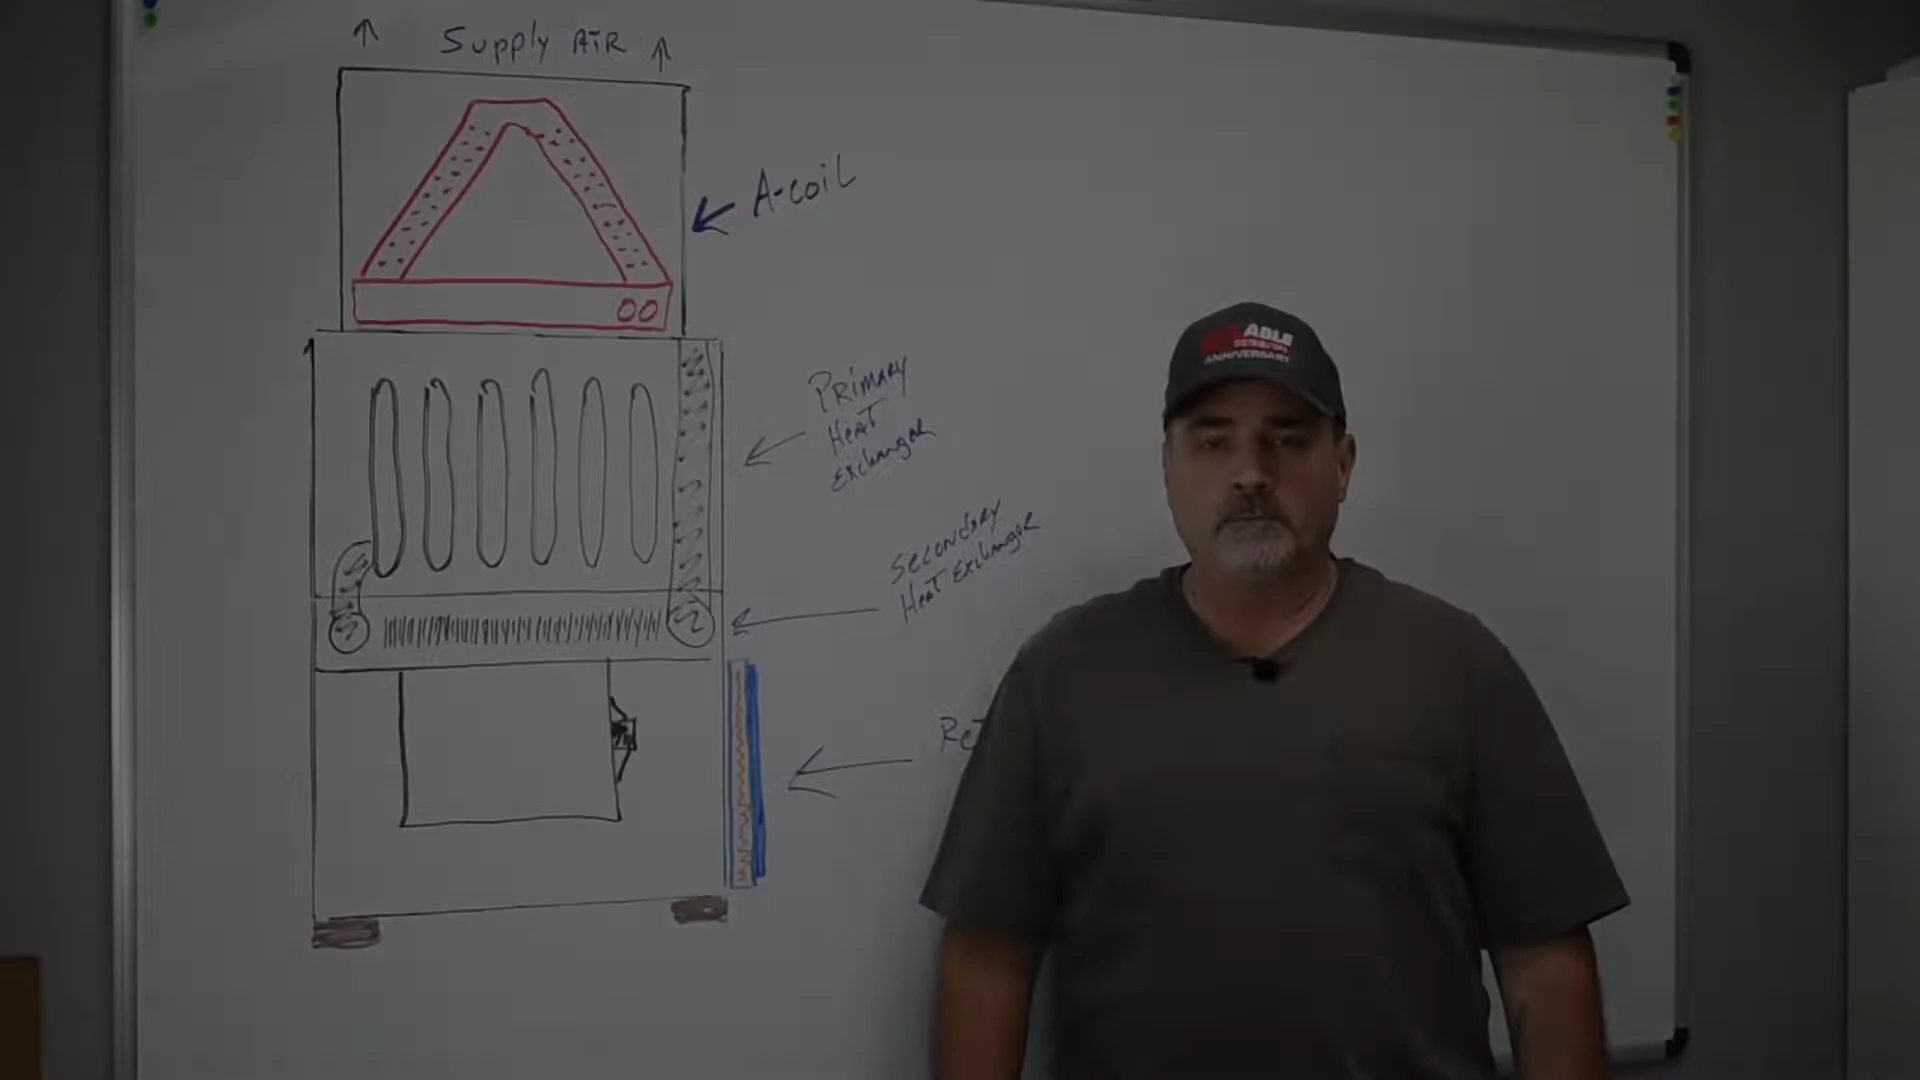 Supply AIR
A-coil
PRIMARY
Heat
Exchanger
Secondary
Heat Exchanger
ABLE
ANNIVERSARY